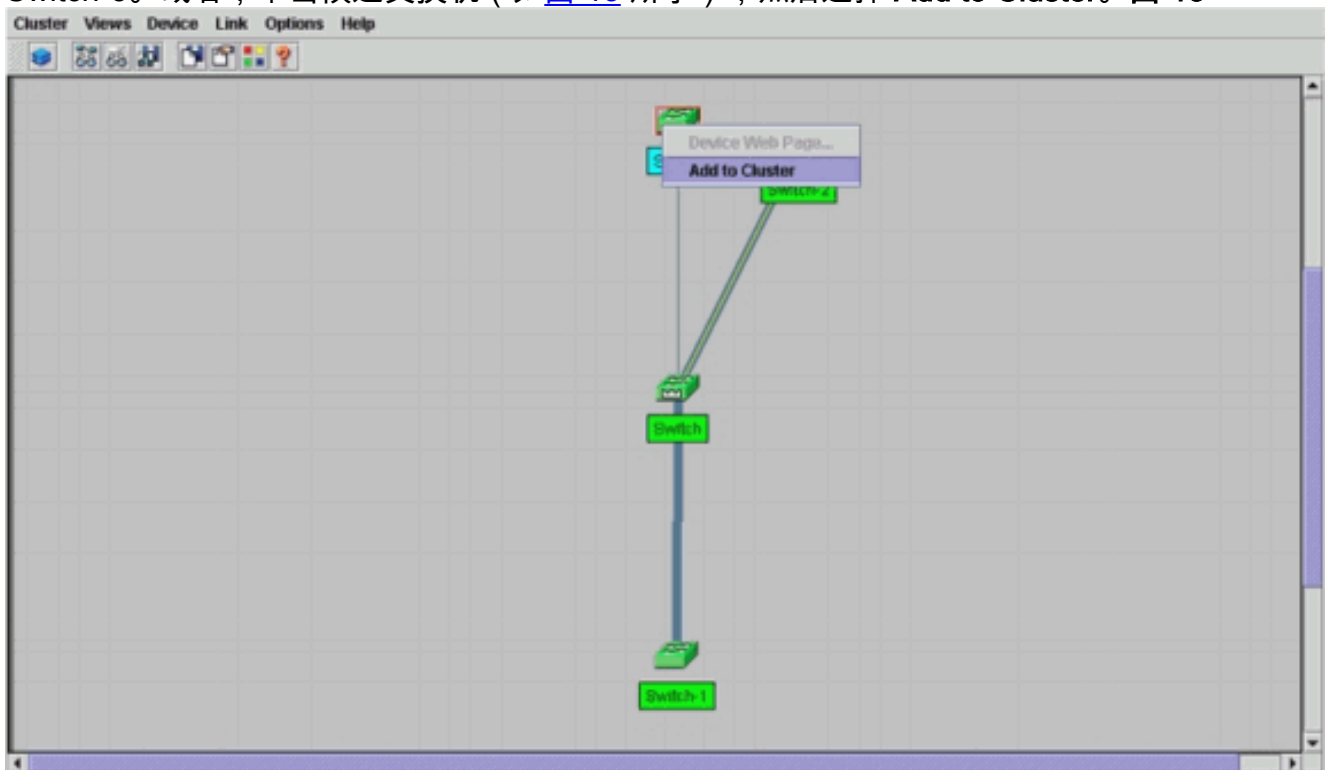 Cluster Views Device Link Options Help
Device Web Page...
Add to Cluster
Switch-2
Switch
Switch-1